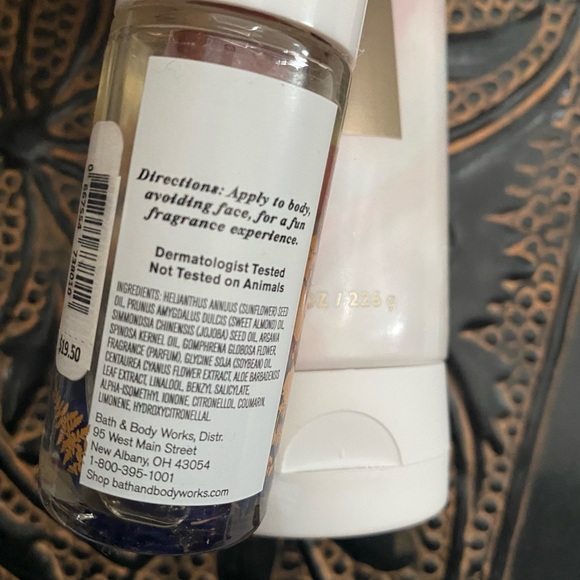 Directions: Apply to body,
avoiding face, for a fun
fragrance experience.
Dermatologist Tested
Not Tested on Animals
INGREDIENTS: HELIANTHUS ANNUUS (SUNFLOWER) SEED
OIL, PRUNUS AMYGDALUS DULCIS (SWEET ALMOND) OIL,
SIMMONDSIA CHINENSIS (JOJOBA) SEED OIL, ARGANIA
SPINOSA KERNEL OIL, GOMPHRENA GLOBOSA FLOWER,
FRAGRANCE (PARFUM), GLYCINE SOJA (SOYBEAN) OIL,
CENTAUREA CYANUS FLOWER EXTRACT, ALOE BARBADENSIS
LEAF EXTRACT, LINALOOL, BENZYL SALICYLATE,
ALPHA-ISOMETHYL IONONE, CITRONELLOL, COUMARIN,
LIMONENE, HYDROXYCITRONELLAL.
Bath & Body Works, Distr.
95 West Main Street
New Albany, OH 43054
1-800-395-1001
Shop bathandbodyworks.com
$19.50
OZ / 226 g